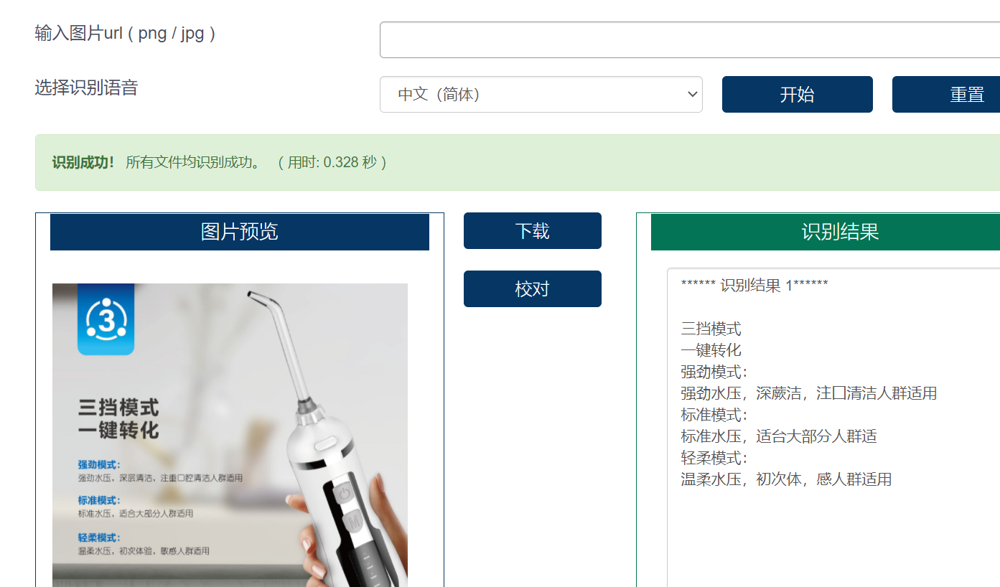 输入图片url ( png / jpg )
选择识别语音
中文（简体）
开始
重置
识别成功！ 所有文件均识别成功。 （ 用时: 0.328 秒 ）
图片预览
下载
校对
识别结果
3
三挡模式
一键转化
强劲模式：
强劲水压，深层清洁，注重口腔清洁人群适用
标准模式：
标准水压，适合大部分人群适用
轻柔模式：
温柔水压，初次体验，敏感人群适用
M
****** 识别结果 1******
三挡模式
一键转化
强劲模式：
强劲水压，深蕨洁，注囗清洁人群适用
标准模式：
标准水压，适台大部分人群适
轻柔模式：
温柔水压，初次体，感人群适用